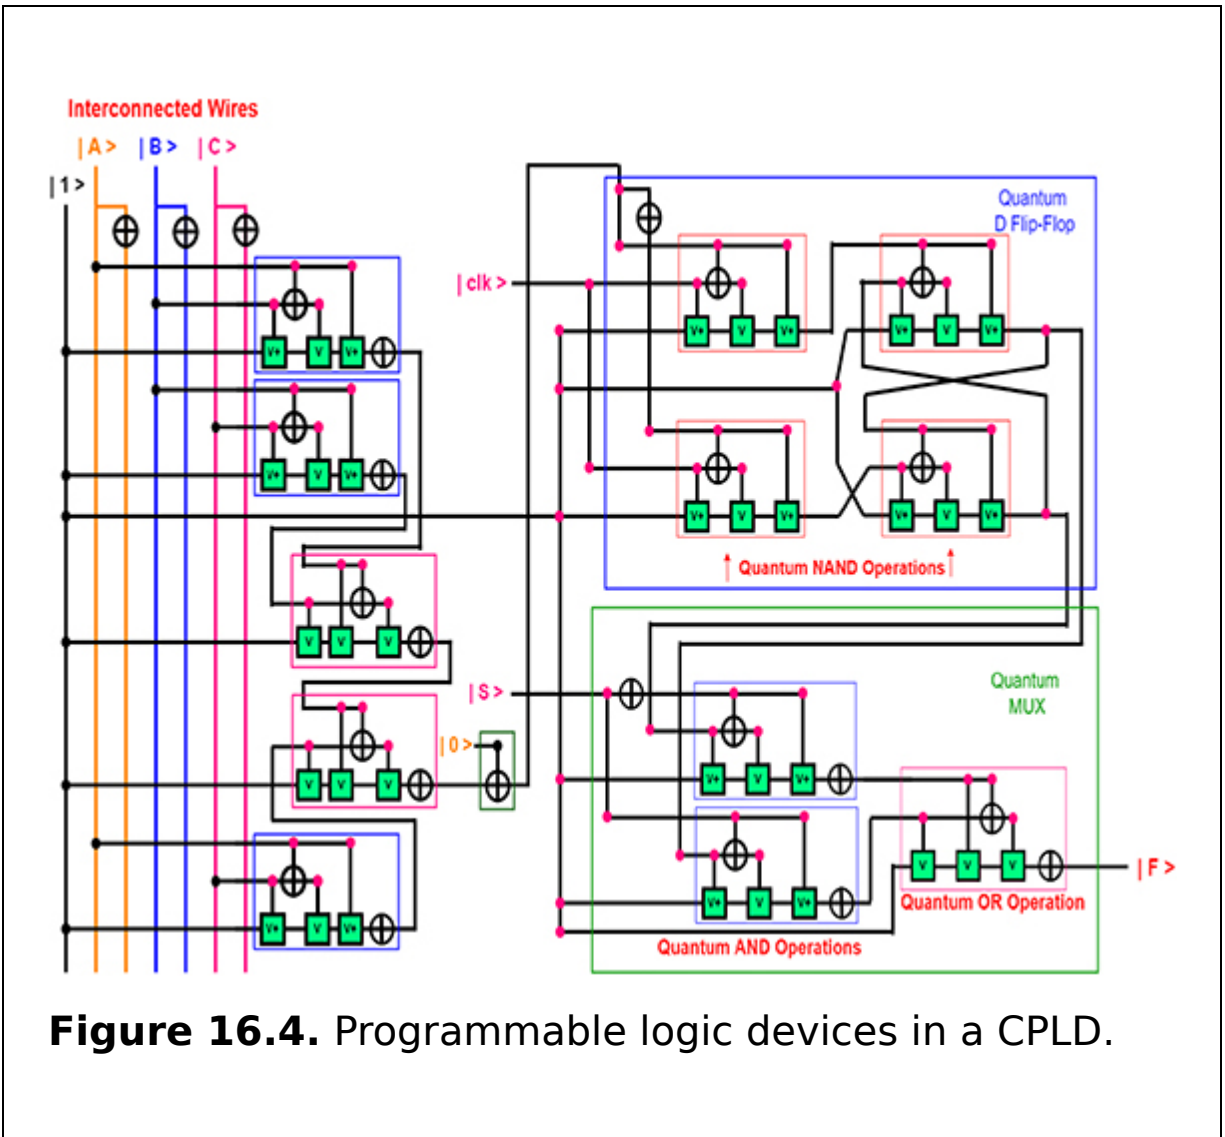 Interconnected Wires
| A > | B > | C >
| 1 >
Quantum
D Flip-Flop
| clk >
V+ V V+
V+ V V+
V+ V V+
V+ V V+
V+ V V+
V+ V V+
Quantum NAND Operations
V V V
Quantum
MUX
| S >
| 0 >
V V V
V+ V V+
V V V
| F >
V+ V V+
Quantum OR Operation
V+ V V+
Quantum AND Operations
Figure 16.4. Programmable logic devices in a CPLD.